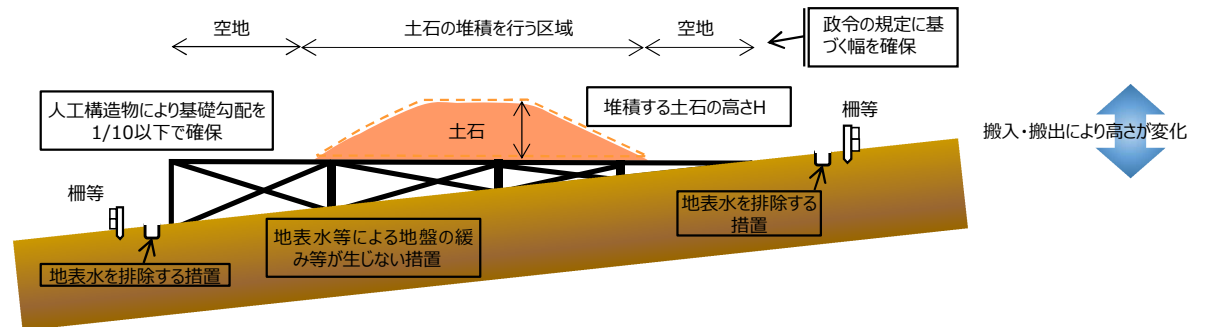 空地
土石の堆積を行う区域
空地
政令の規定に基
づく幅を確保
人工構造物により基礎勾配を
1/10以下で確保
土石
堆積する土石の高さH
柵等
搬入・搬出により高さが変化
柵等
地表水を排除する
措置
地表水等による地盤の緩
み等が生じない措置
地表水を排除する措置